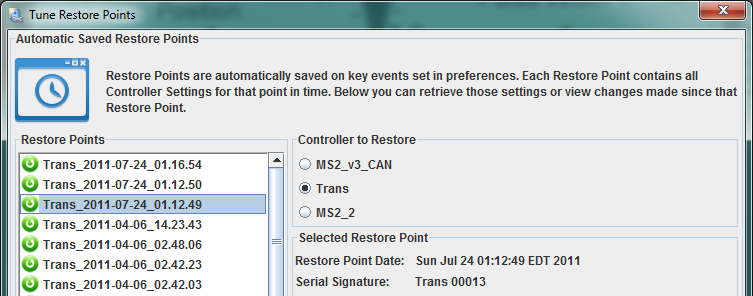 Tune Restore Points
Automatic Saved Restore Points
Restore Points are automatically saved on key events set in preferences. Each Restore Point contains all
Controller Settings for that point in time. Below you can retrieve those settings or view changes made since that
Restore Point.
Restore Points
Trans_2011-07-24_01.16.54
Trans_2011-07-24_01.12.50
Trans_2011-07-24_01.12.49
Trans_2011-04-06_14.23.43
Trans_2011-04-06_02.48.06
Trans_2011-04-06_02.42.23
Trans_2011-04-06_02.42.03
Controller to Restore
MS2_v3_CAN
Trans
MS2_2
Selected Restore Point
Restore Point Date: Sun Jul 24 01:12:49 EDT 2011
Serial Signature: Trans 00013